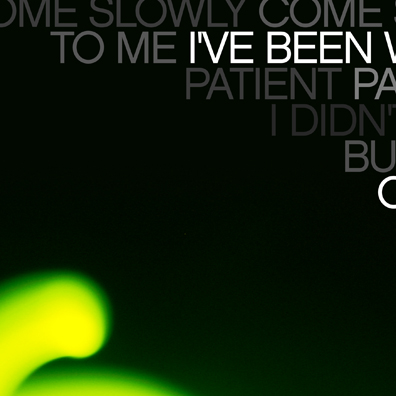 OME SLOWLY COME
TO ME I'VE BEEN
PATIENT PA
I DIDN'T
BU